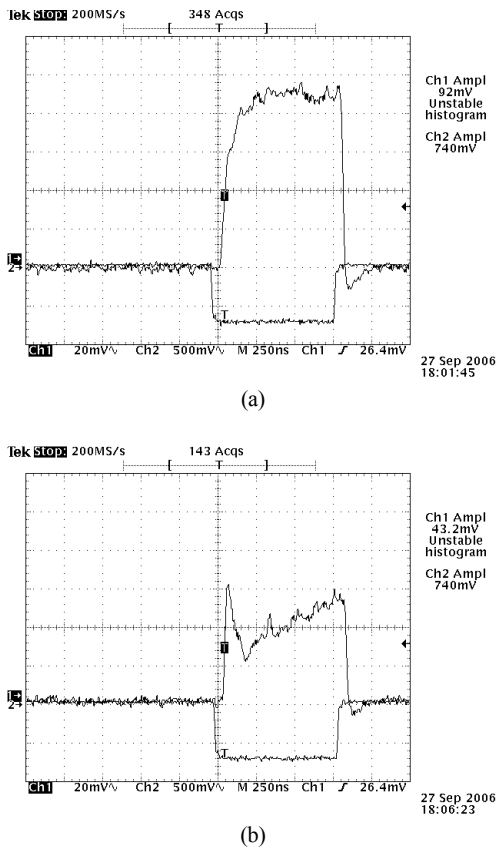 Tek Stop: 200MS/s 348 Acqs
[ T ]
Ch1 Ampl
92mV
Unstable
histogram
Ch2 Ampl
740mV
T
1
2
T
Ch1 20mV Ch2 500mV M 250ns Ch1 26.4mV
27 Sep 2006
18:01:45
(a)
Tek Stop: 200MS/s 143 Acqs
[ T ]
Ch1 Ampl
43.2mV
Unstable
histogram
Ch2 Ampl
740mV
T
1
2
T
Ch1 20mV Ch2 500mV M 250ns Ch1 26.4mV
27 Sep 2006
18:06:23
(b)